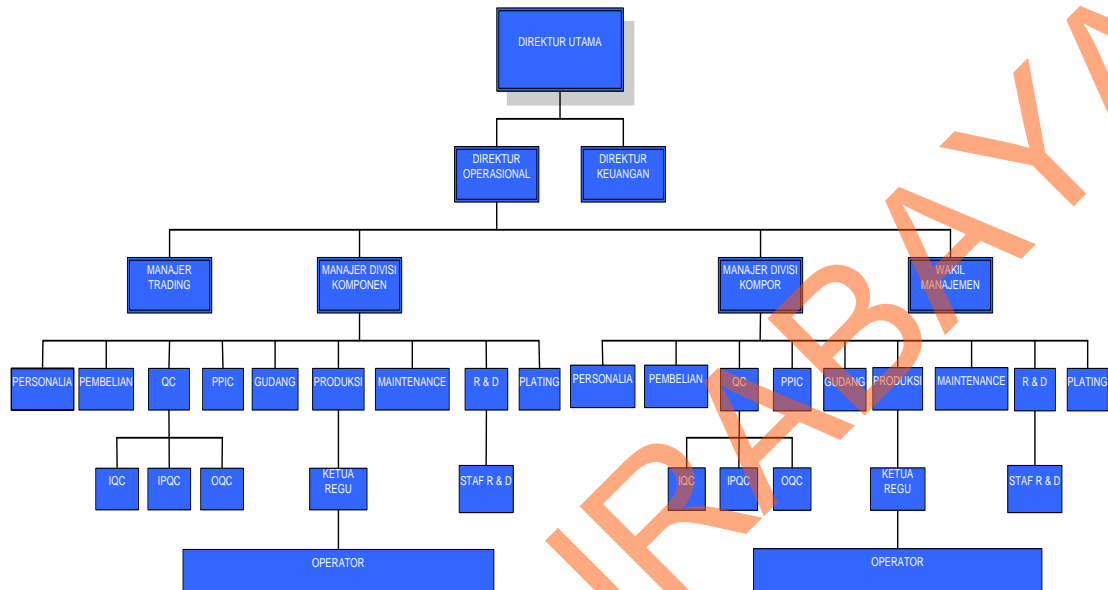 DIREKTUR UTAMA
DIREKTUR
OPERASIONAL
DIREKTUR
KEUANGAN
MANAJER
TRADING
MANAJER DIVISI
KOMPONEN
MANAJER DIVISI
KOMPOR
WAKIL
MANAJEMEN
PERSONALIA
PEMBELIAN
QC
PPIC
GUDANG
PRODUKSI
MAINTENANCE
R & D
PLATING
PERSONALIA
PEMBELIAN
QC
PPIC
GUDANG
PRODUKSI
MAINTENANCE
R & D
PLATING
IQC
IPQC
OQC
KETUA
REGU
STAF R & D
IQC
IPQC
OQC
KETUA
REGU
STAF R & D
OPERATOR
OPERATOR
IRABAYA